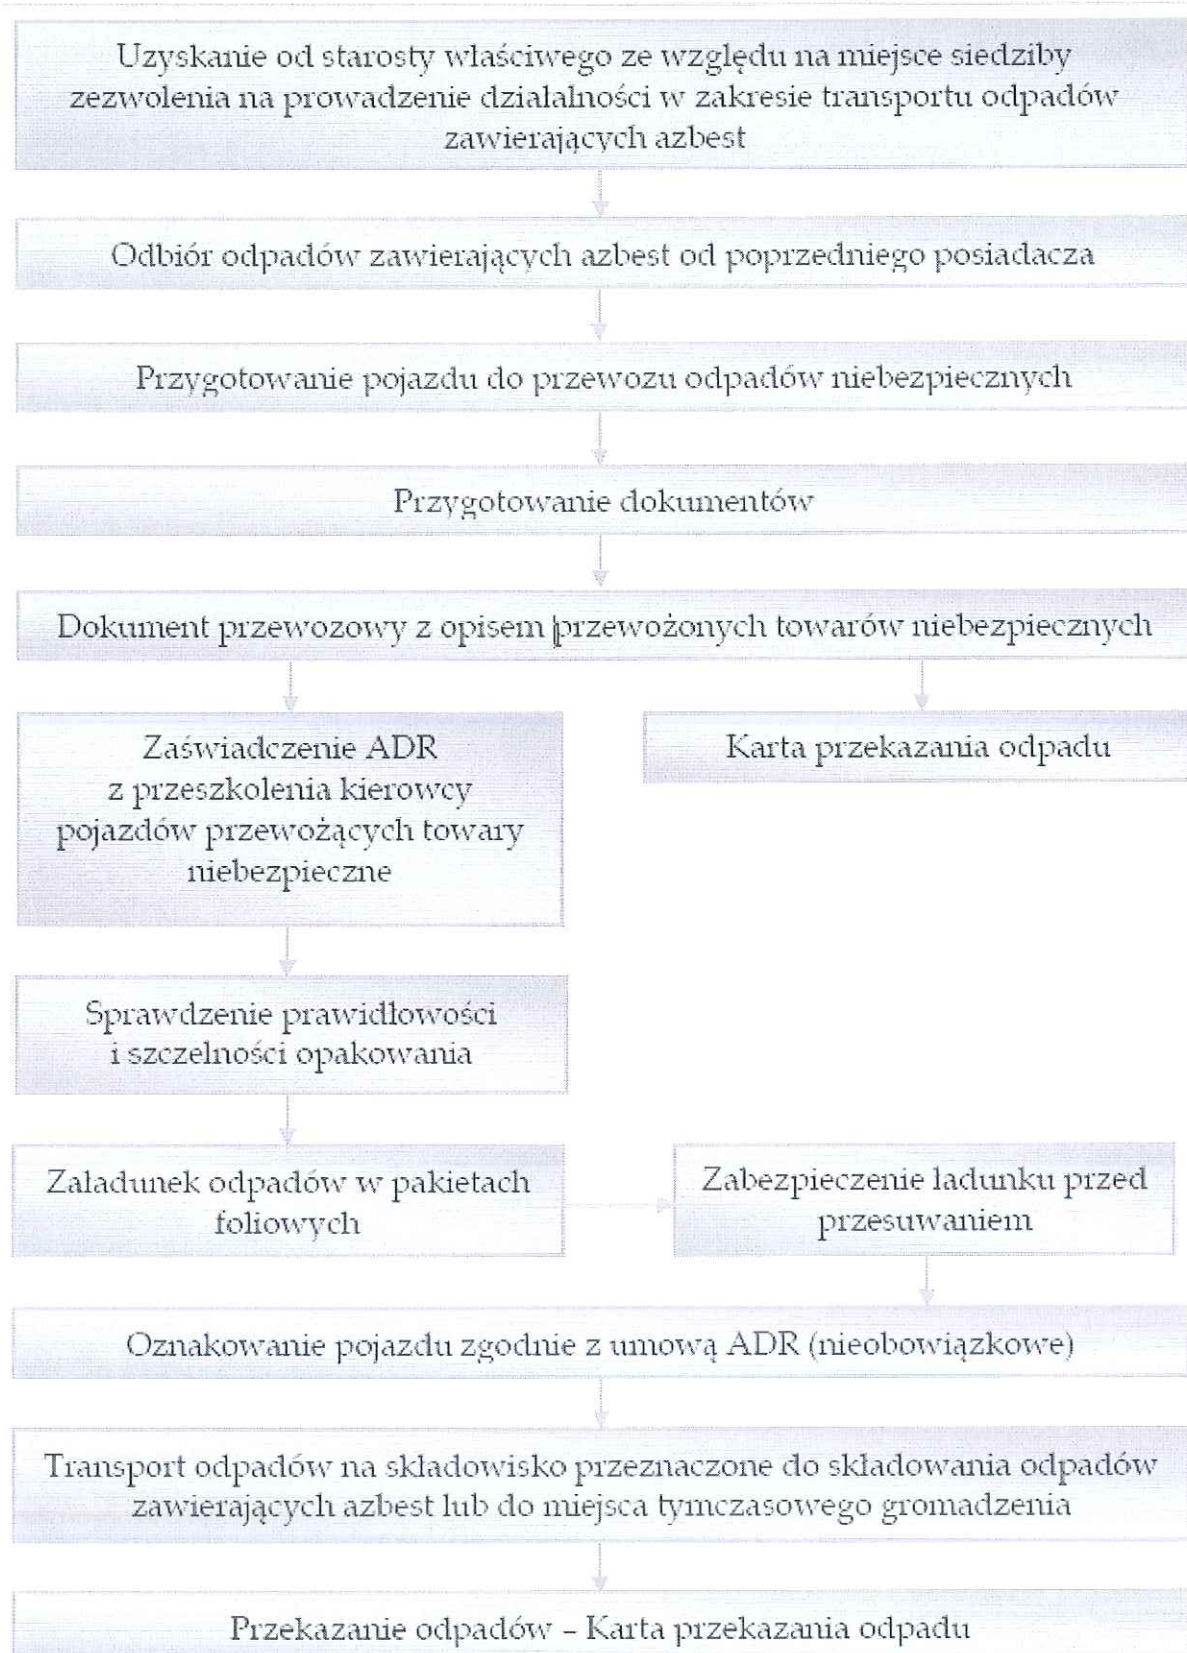 Uzyskanie od starosty właściwego ze względu na miejsce siedziby
zezwolenia na prowadzenie działalności w zakresie transportu odpadów
zawierających azbest
Odbiór odpadów zawierających azbest od poprzedniego posiadacza
Przygotowanie pojazdu do przewozu odpadów niebezpiecznych
Przygotowanie dokumentów
Dokument przewozowy z opisem przewożonych towarów niebezpiecznych
Zaświadczenie ADR
z przeszkolenia kierowcy
pojazdów przewożących towary
niebezpieczne
Karta przekazania odpadu
Sprawdzenie prawidłowości
i szczelności opakowania
Załadunek odpadów w pakietach
foliowych
Zabezpieczenie ładunku przed
przesuwaniem
Oznakowanie pojazdu zgodnie z umową ADR (nieobowiązkowe)
Transport odpadów na składowisko przeznaczone do składowania odpadów
zawierających azbest lub do miejsca tymczasowego gromadzenia
Przekazanie odpadów – Karta przekazania odpadu